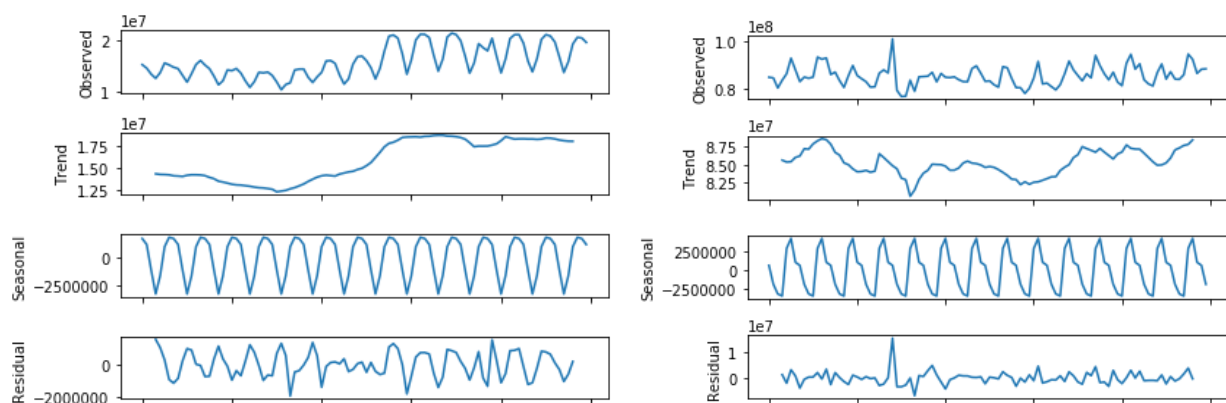 1e7
Observed
2
1
1e7
Trend
1.75
1.50
1.25
Seasonal
0
−2500000
Residual
0
−2000000
1e8
Observed
1.0
0.8
1e7
Trend
8.75
8.50
8.25
Seasonal
2500000
0
−2500000
1e7
Residual
1
0